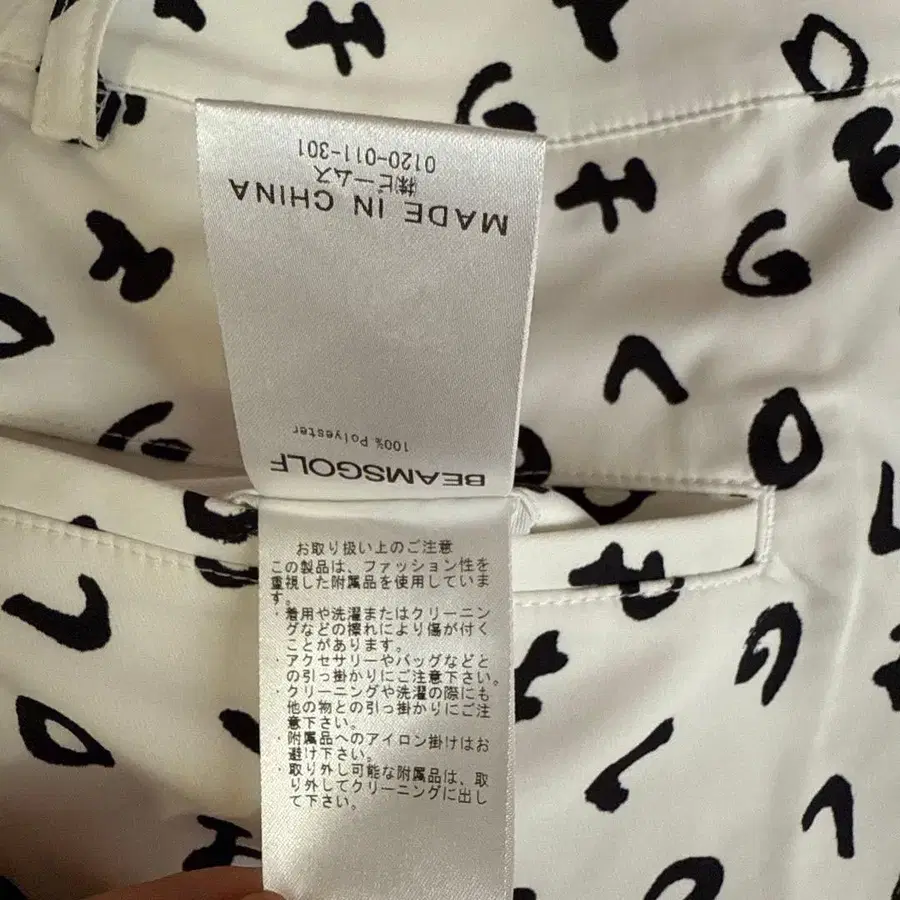 BEAMSGOLF
100% Polyester
MADE IN CHINA
㈱ビームス
0120-011-301
お取り扱い上のご注意
この製品は、ファッション性を
重視した附属品を使用していま
す。
・着用や洗濯またはクリーニン
グなどの擦れにより傷が付く
ことがあります。
・アクセサリーやバッグなどと
の引っ掛かりにご注意下さい。
・クリーニングや洗濯の際にも
他の物との引っ掛かりにご注
意下さい。
・附属品へのアイロン掛けはお
避け下さい。
・取り外し可能な附属品は、取
り外してクリーニングに出し
て下さい。